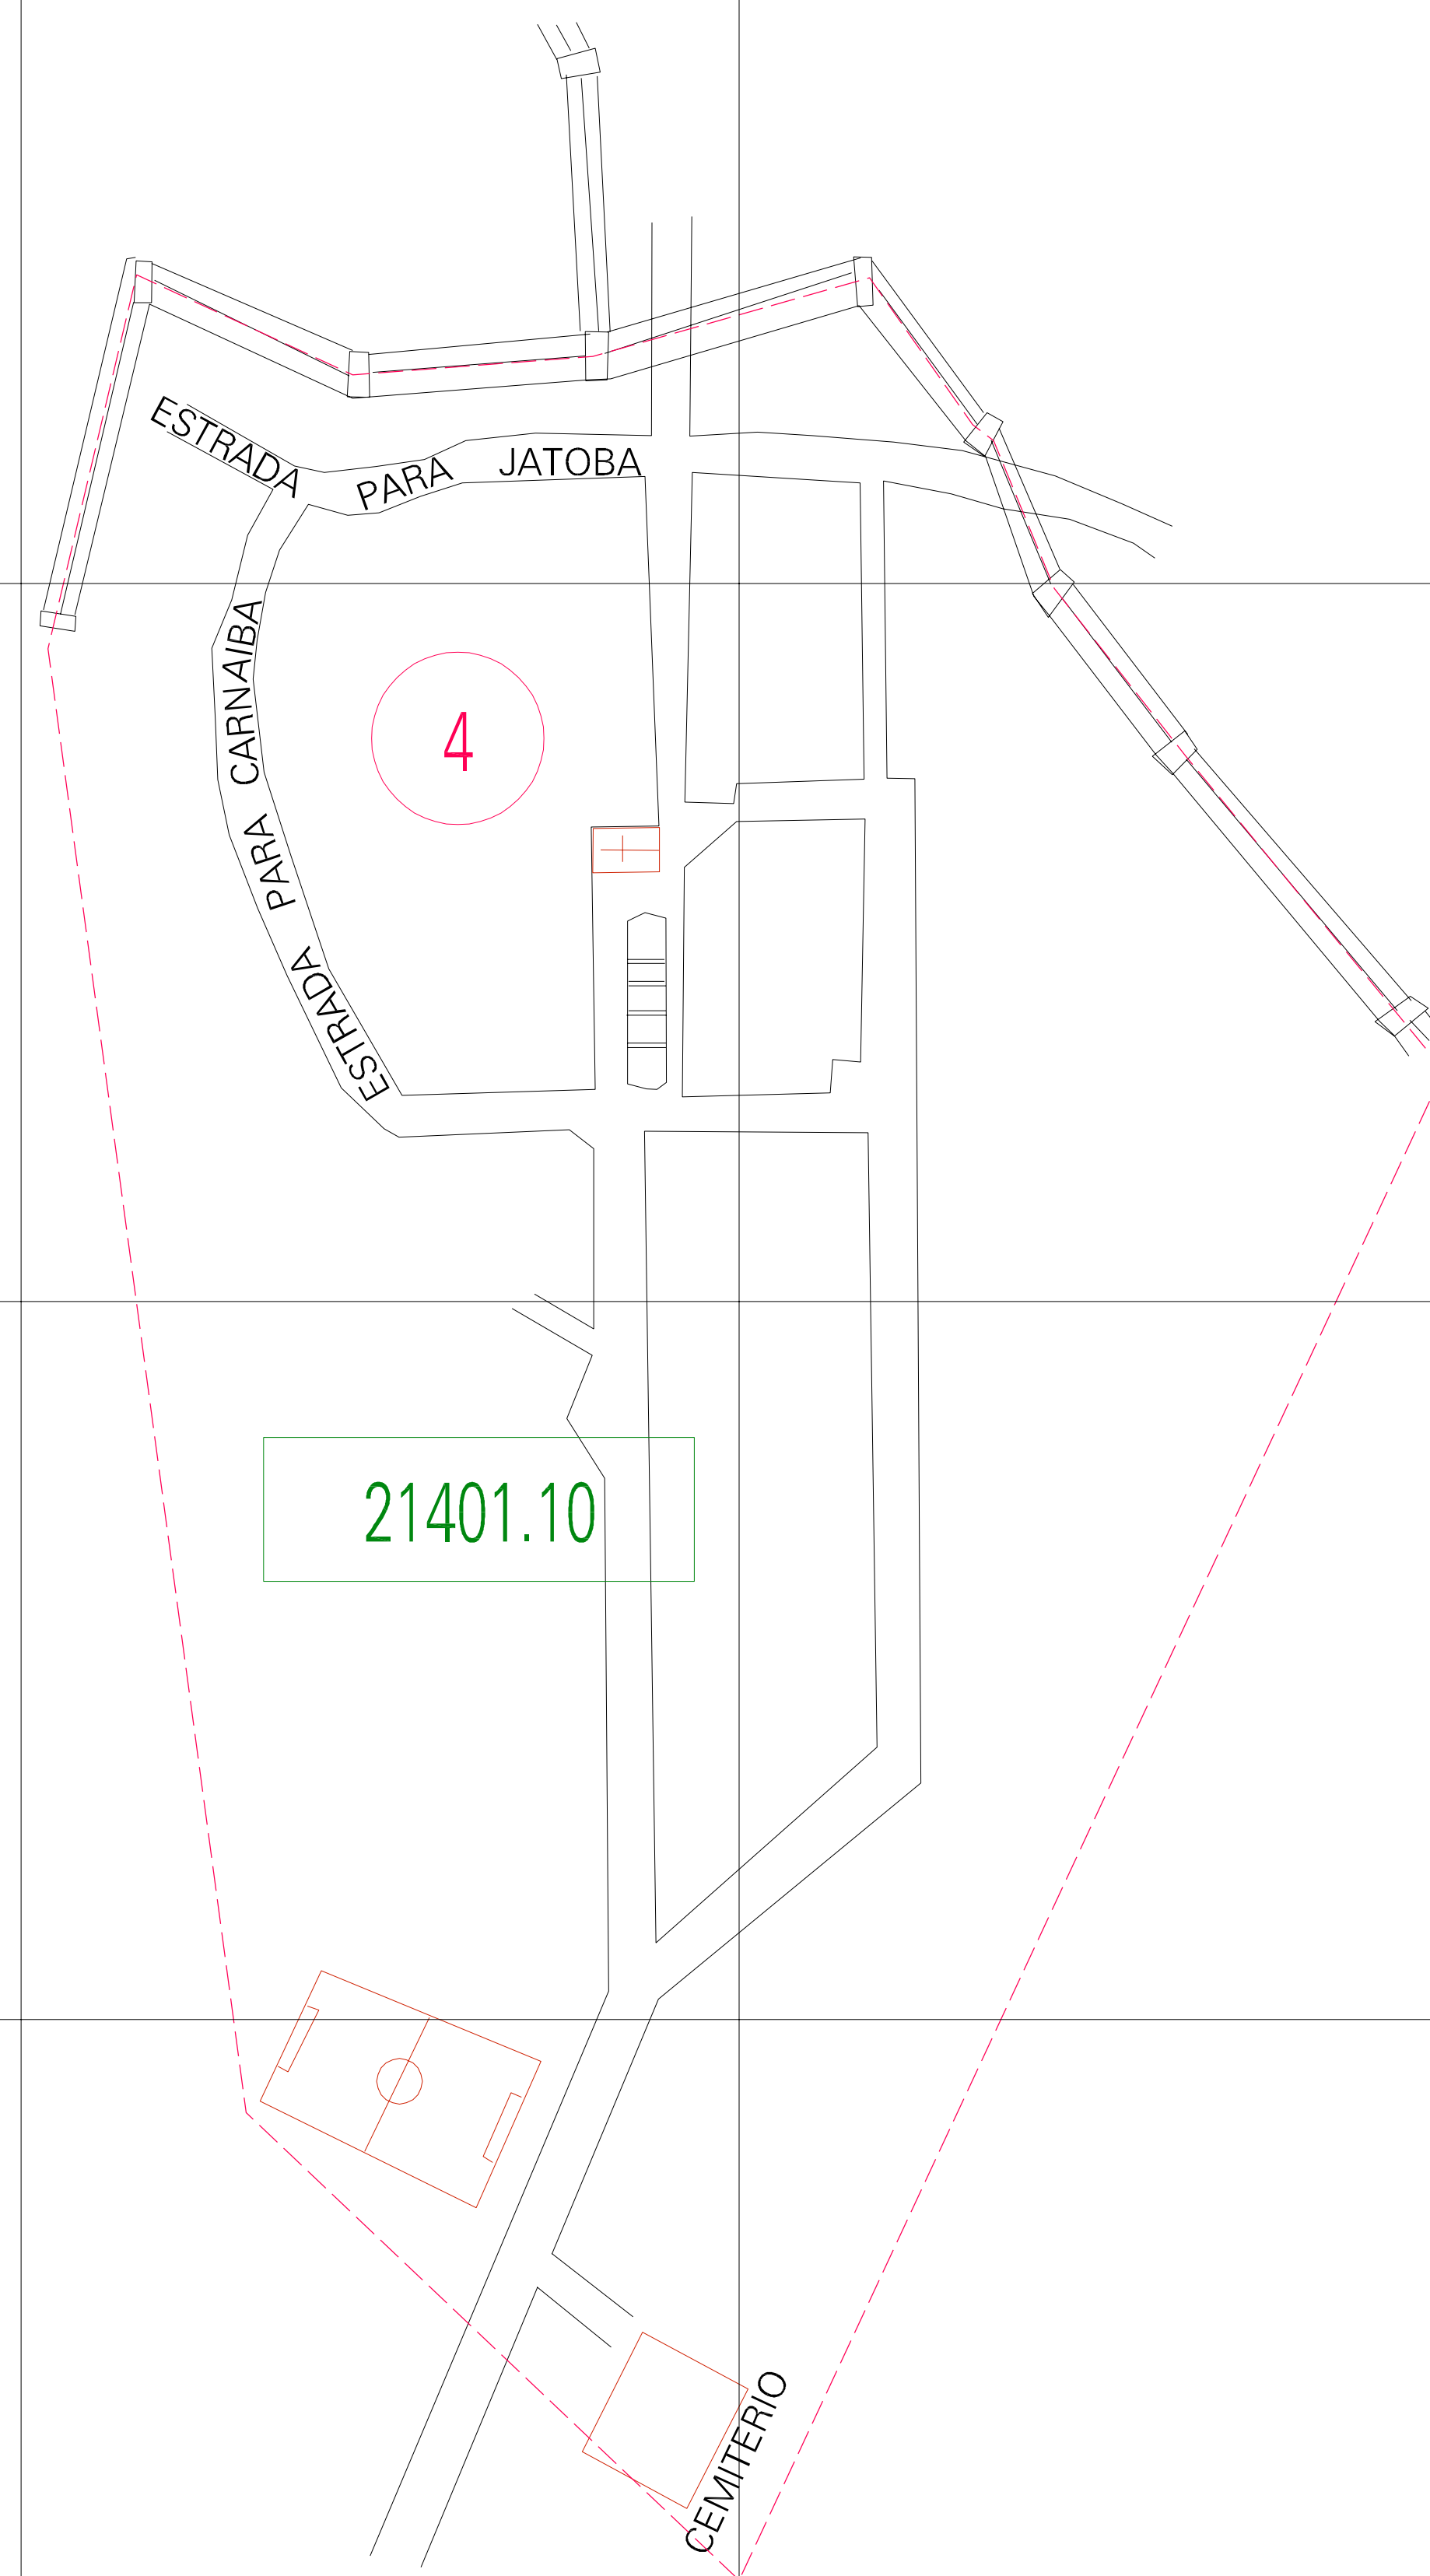 ESTRADA PARA JATOBA
ESTRADA PARA CARNAIBA
4
21401.10
CEMITERIO